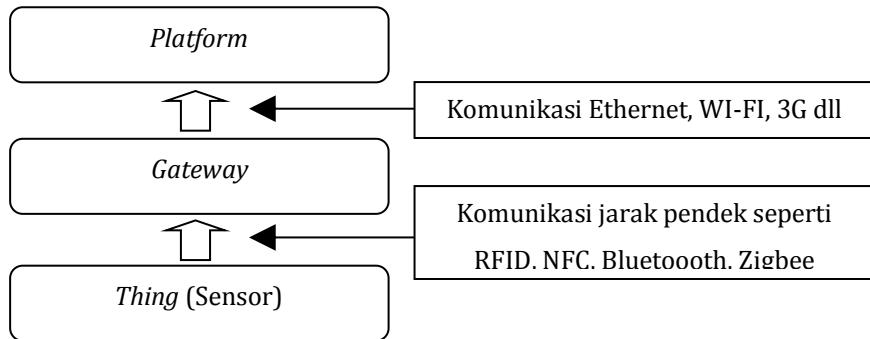 Platform
Komunikasi Ethernet, WI-FI, 3G dll
Gateway
Komunikasi jarak pendek seperti
RFID. NFC. Bluetoooth. Zigbee
Thing (Sensor)